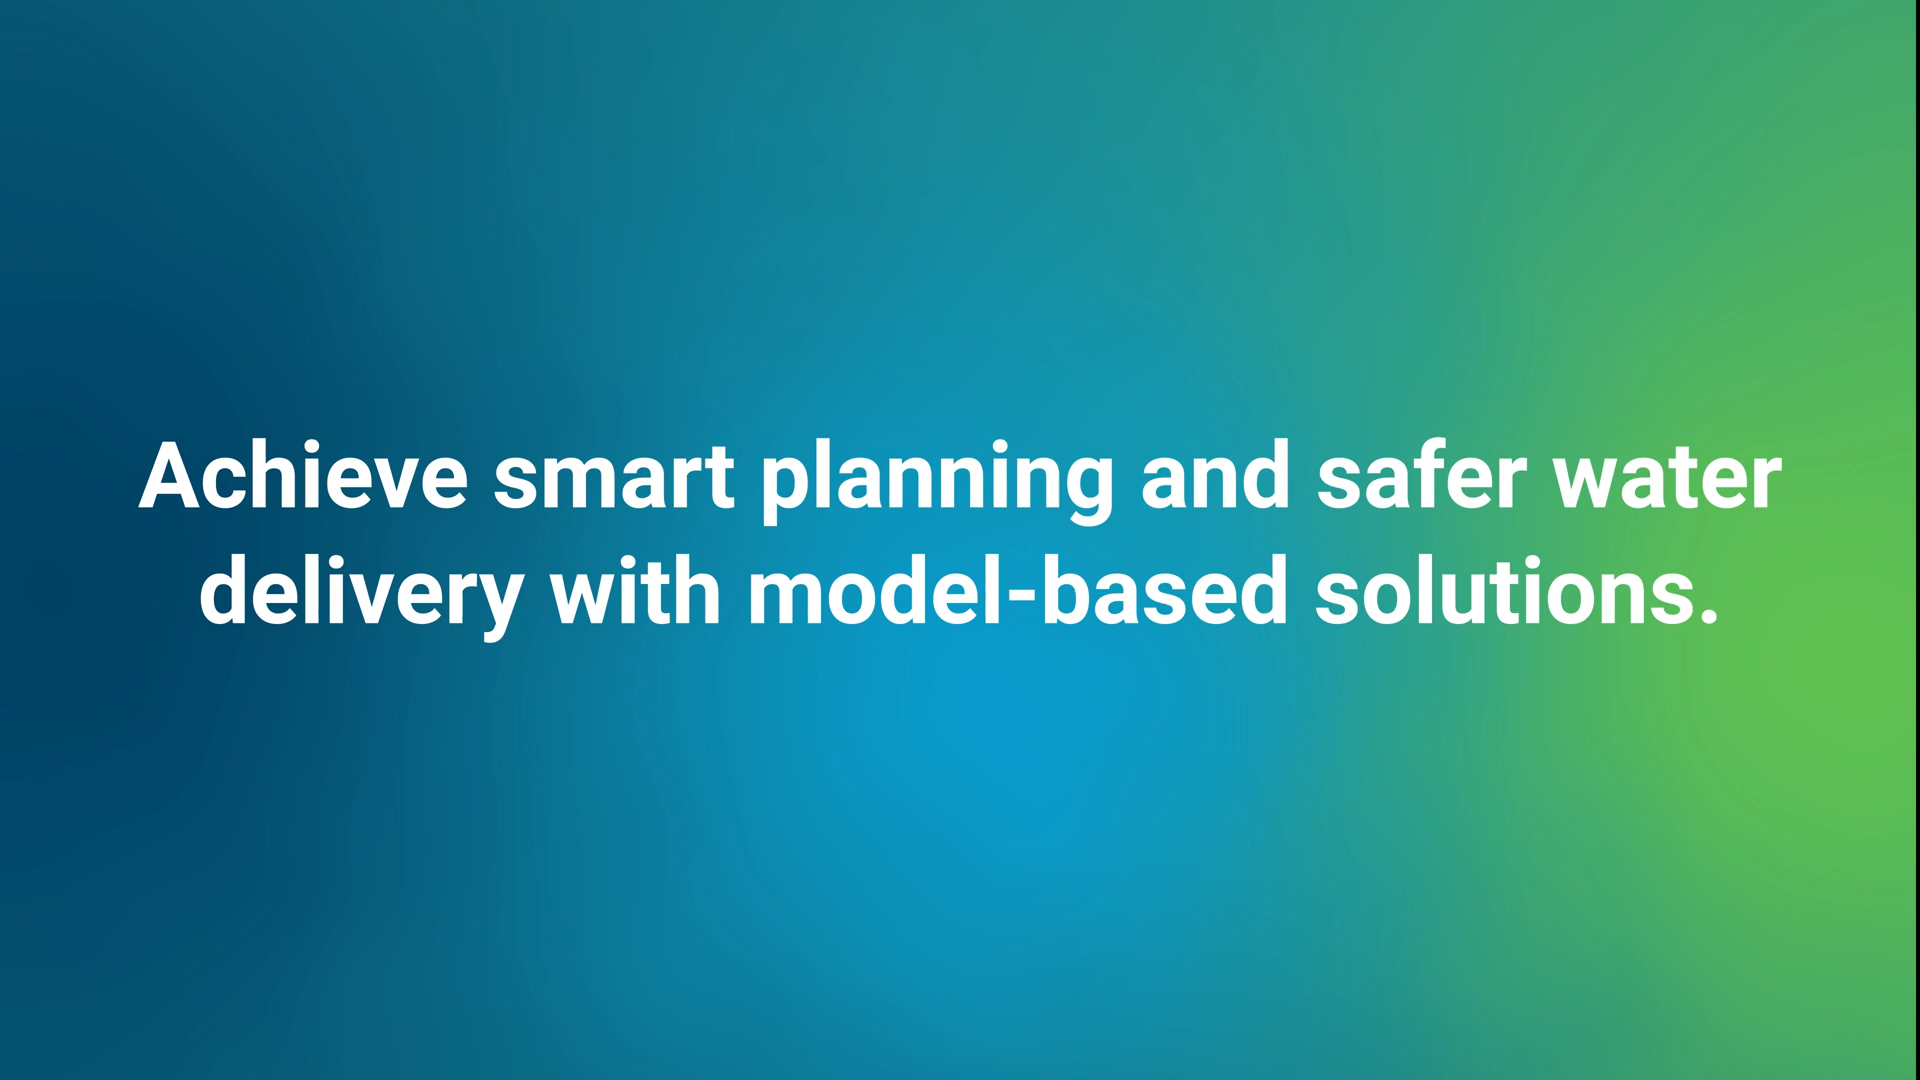 Achieve smart planning and safer water
delivery with model-based solutions.